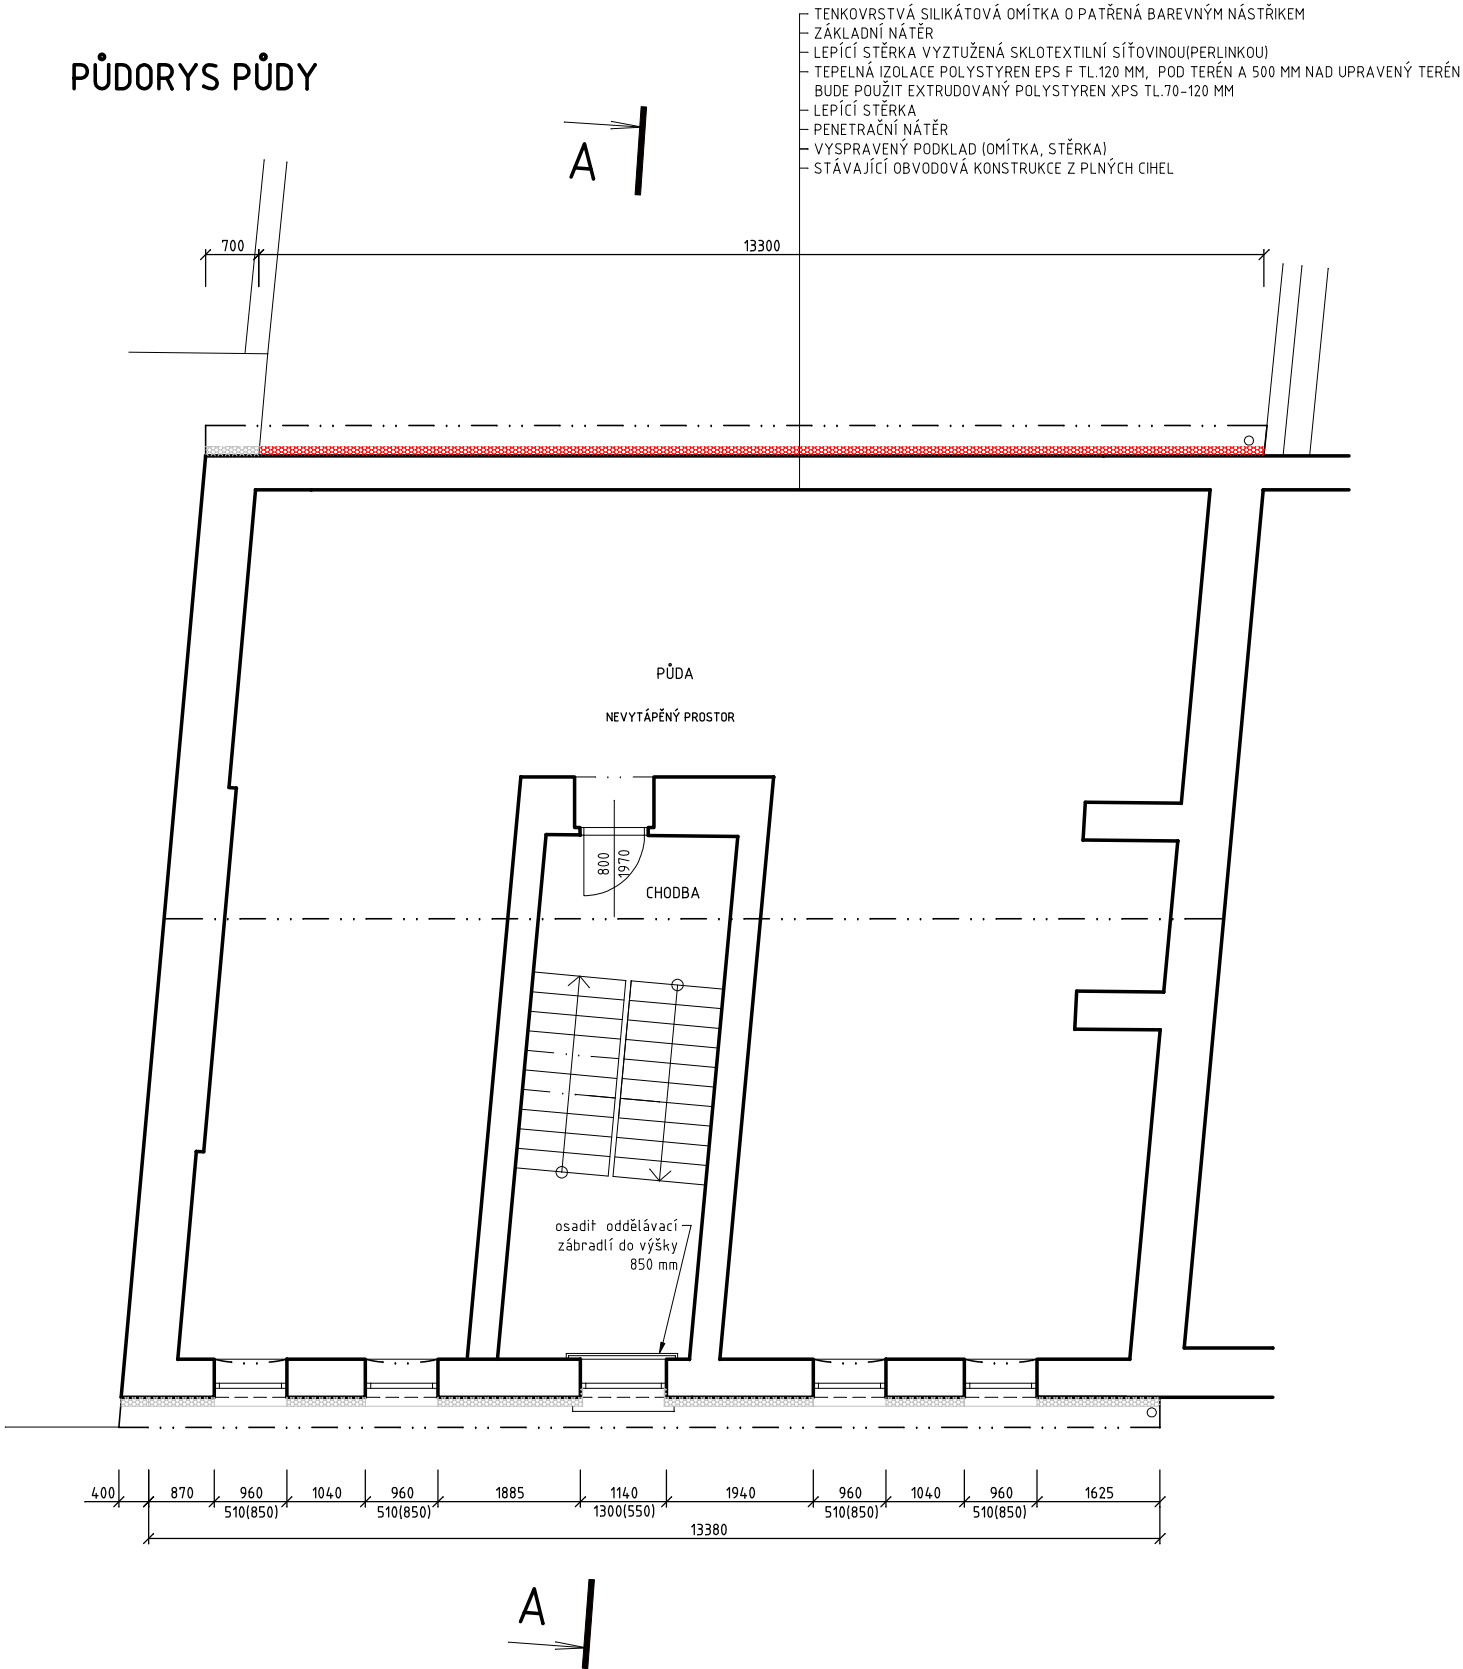 TENKOVRSTVÁ SILIKÁTOVÁ OMÍTKA O PATŘENÁ BAREVNÝM NÁSTŘIKEM
ZÁKLADNÍ NÁTĚR
LEPÍCÍ STĚRKA VYZTUŽENÁ SKLOTEXTILNÍ SÍŤOVINOU(PERLINKOU)
TEPELNÁ IZOLACE POLYSTYREN EPS F TL.120 MM, POD TERÉN A 500 MM NAD UPRAVENÝ TERÉN
BUDE POUŽIT EXTRUDOVANÝ POLYSTYREN XPS TL.70-120 MM
LEPÍCÍ STĚRKA
PENETRAČNÍ NÁTĚR
VYSPRAVENÝ PODKLAD (OMÍTKA, STĚRKA)
STÁVAJÍCÍ OBVODOVÁ KONSTRUKCE Z PLNÝCH CIHEL
PŮDORYS PŮDY
A
700 13300
PŮDA
NEVYTÁPĚNÝ PROSTOR
800
1970
CHODBA
osadit oddělávací
zábradlí do výšky
850 mm
400 870 960 1040 960 1885 1140 1940 960 1040 960 1625
510(850) 510(850) 1300(550) 510(850) 510(850)
13380
A